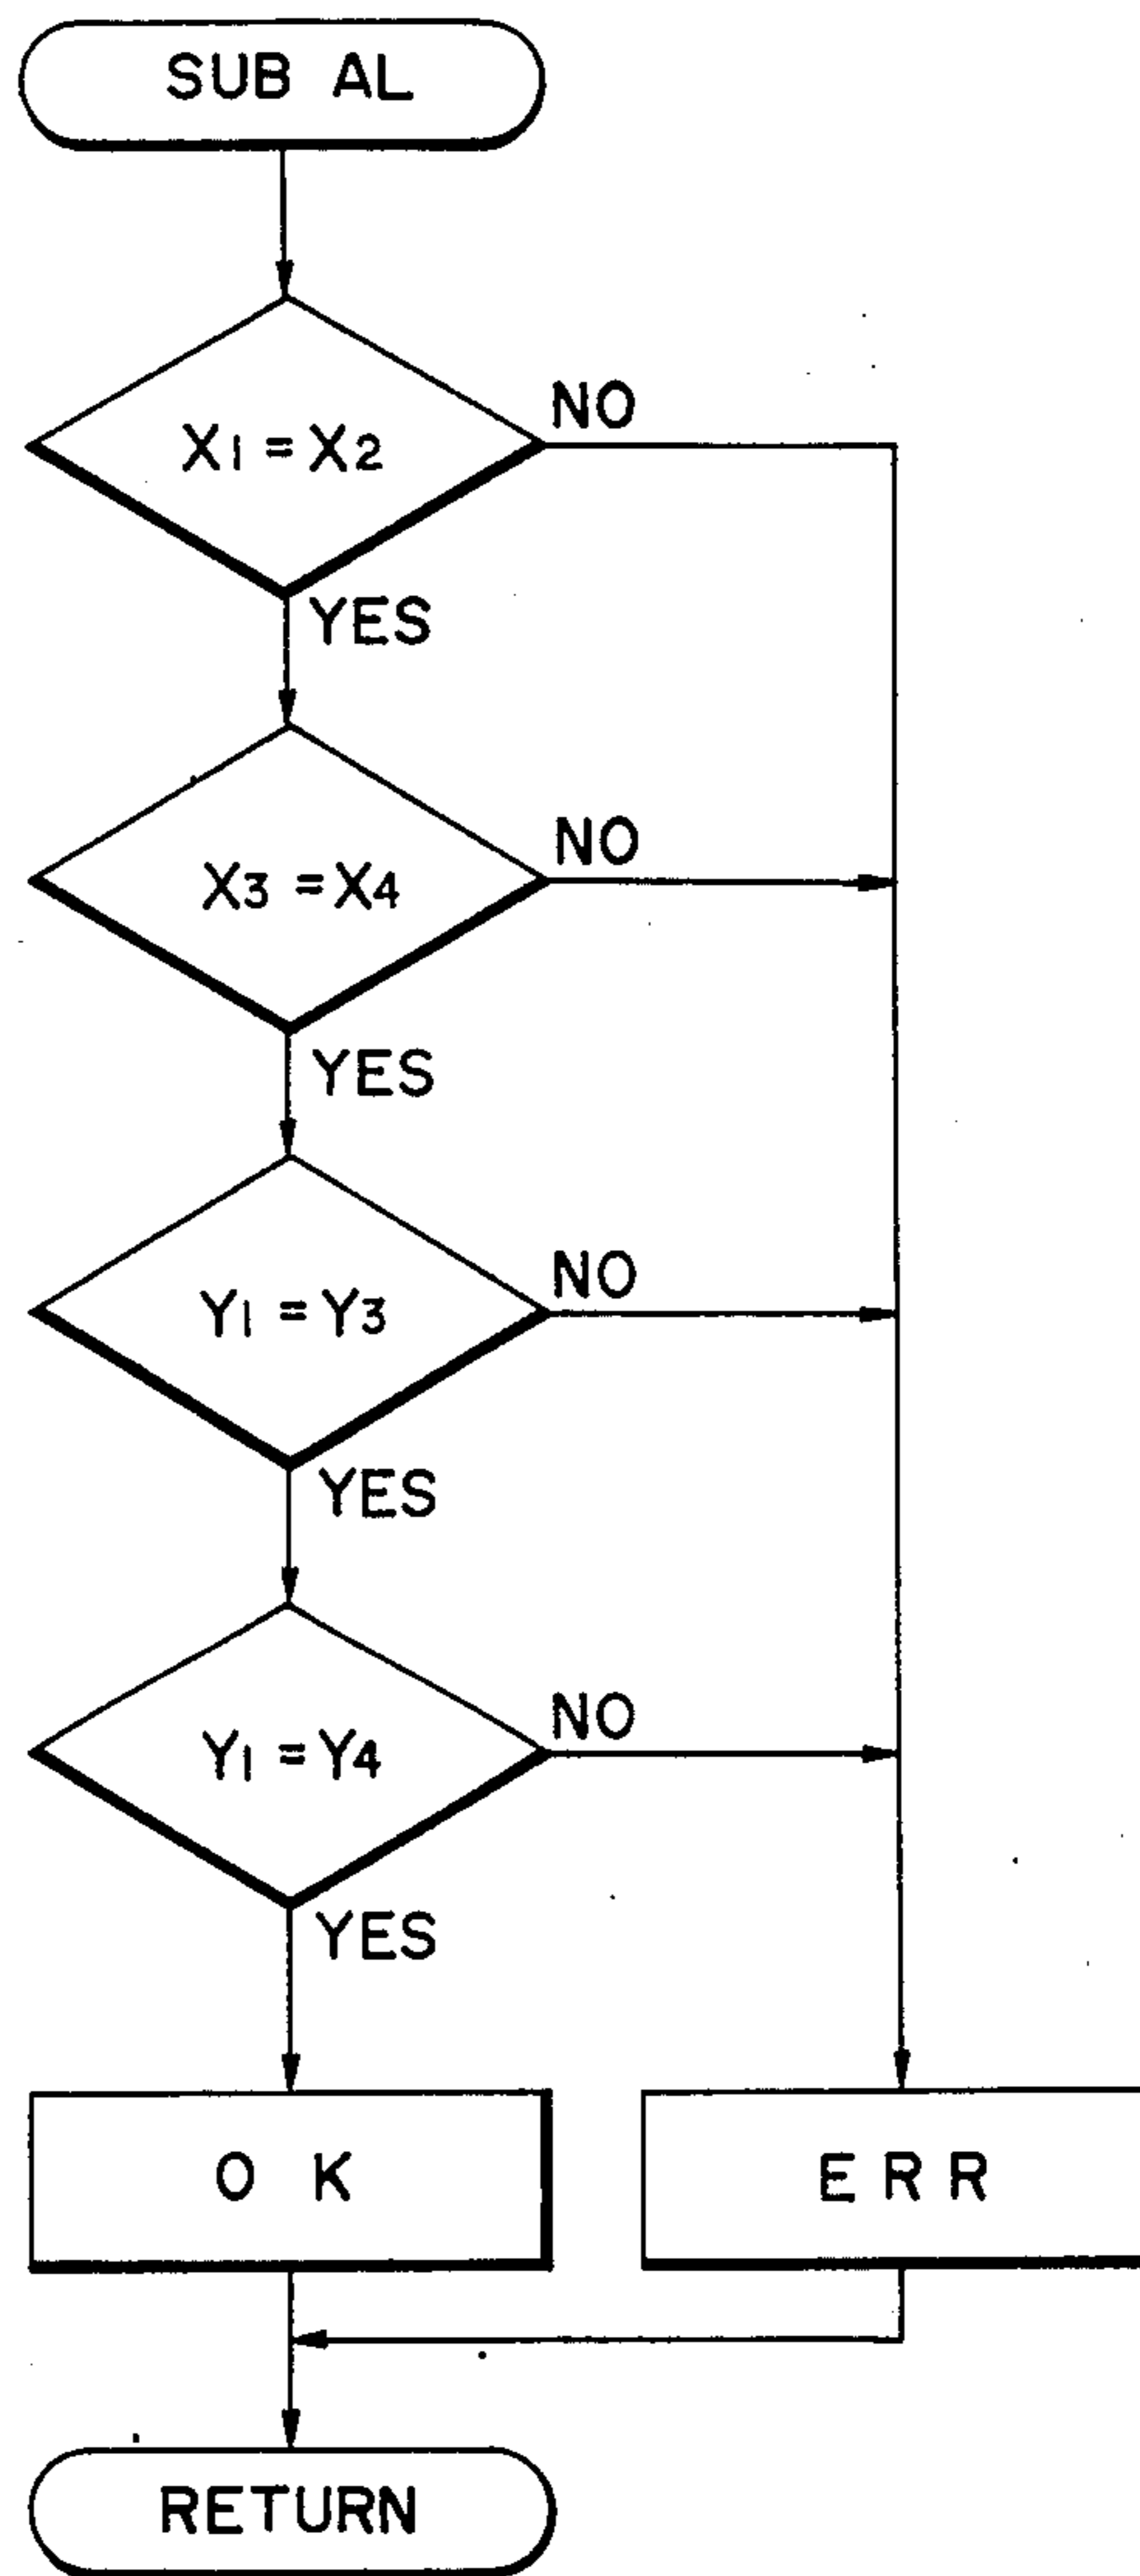 SUB AL
X1 = X2
NO
YES
X3 = X4
NO
YES
Y1 = Y3
NO
YES
Y1 = Y4
NO
YES
O K
E R R
RETURN